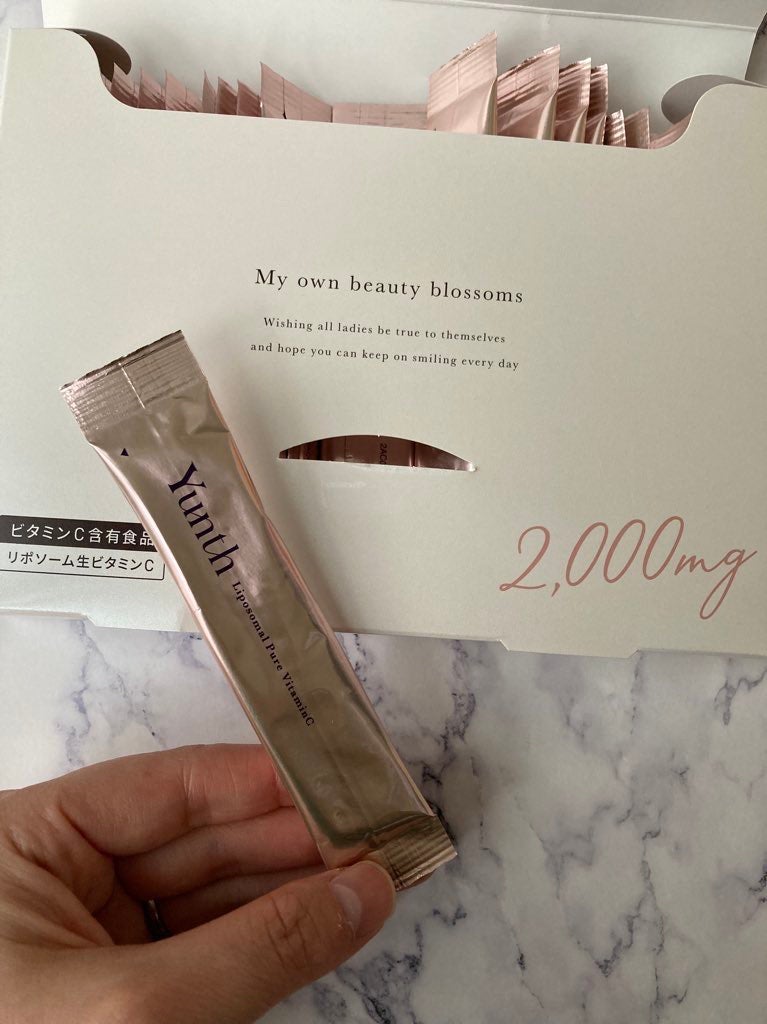 My own beauty blossoms
Wishing all ladies be true to themselves
and hope you can keep on smiling every day
ビタミンC含有食品
リポソーム生ビタミンC
2,000mg
Yunth
Liposomal Pure VitaminC